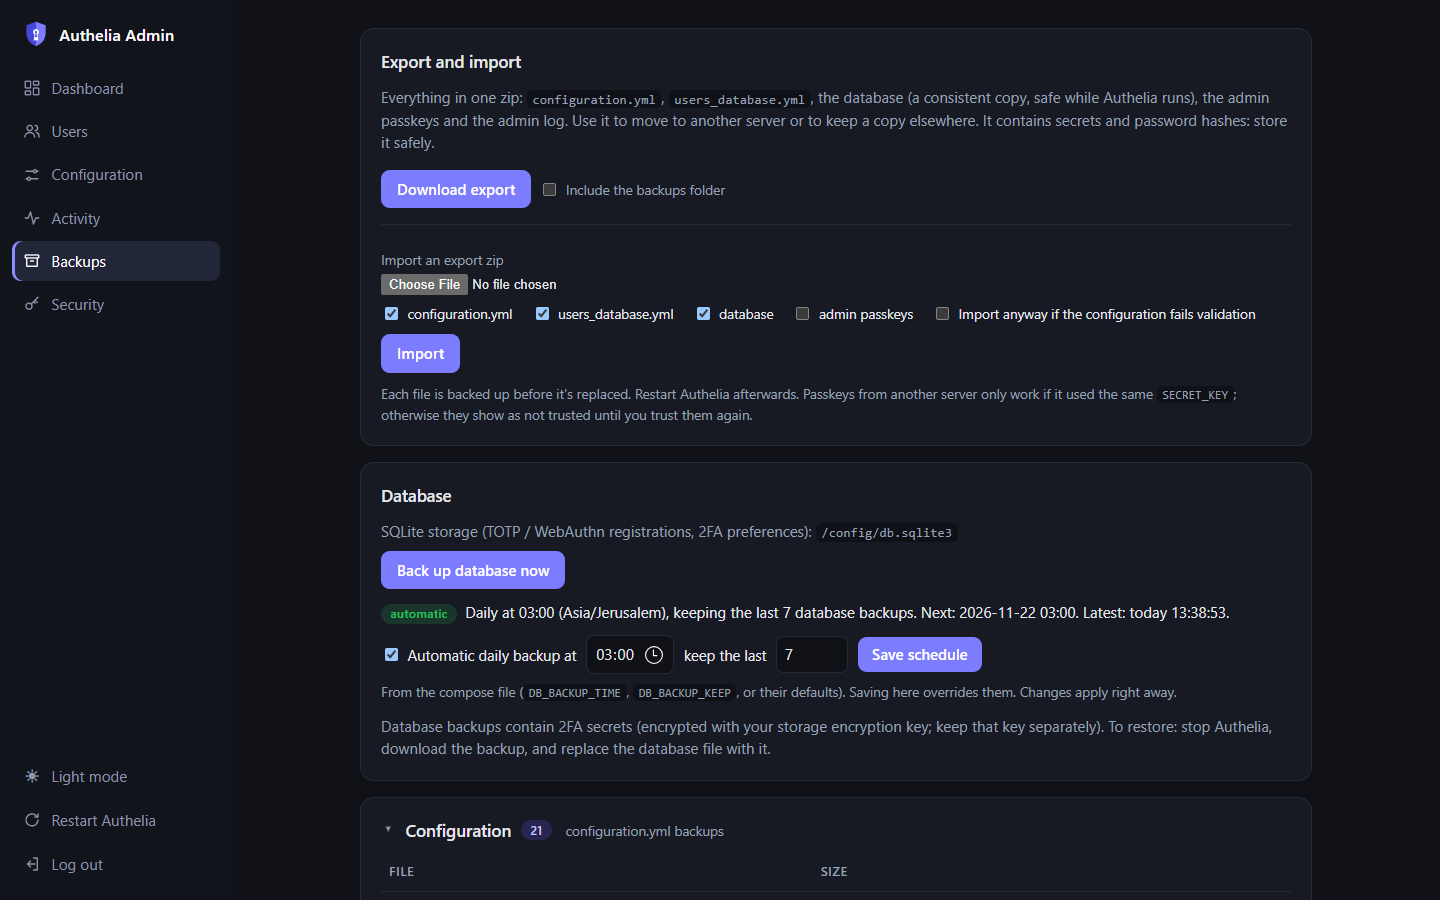 Authelia Admin
Dashboard
Users
Configuration
Activity
Backups
Security
Light mode
Restart Authelia
Log out
Export and import
Everything in one zip: configuration.yml, users_database.yml, the database (a consistent copy, safe while Authelia runs), the admin
passkeys and the admin log. Use it to move to another server or to keep a copy elsewhere. It contains secrets and password hashes: store
it safely.
Download export Include the backups folder
Import an export zip
Choose File No file chosen
configuration.yml users_database.yml database admin passkeys Import anyway if the configuration fails validation
Import
Each file is backed up before it's replaced. Restart Authelia afterwards. Passkeys from another server only work if it used the same SECRET_KEY;
otherwise they show as not trusted until you trust them again.
Database
SQLite storage (TOTP / WebAuthn registrations, 2FA preferences): /config/db.sqlite3
Back up database now
automatic Daily at 03:00 (Asia/Jerusalem), keeping the last 7 database backups. Next: 2026-11-22 03:00. Latest: today 13:38:53.
Automatic daily backup at 03:00 keep the last 7 Save schedule
From the compose file (DB_BACKUP_TIME, DB_BACKUP_KEEP, or their defaults). Saving here overrides them. Changes apply right away.
Database backups contain 2FA secrets (encrypted with your storage encryption key; keep that key separately). To restore: stop Authelia,
download the backup, and replace the database file with it.
Configuration 21 configuration.yml backups
FILE SIZE